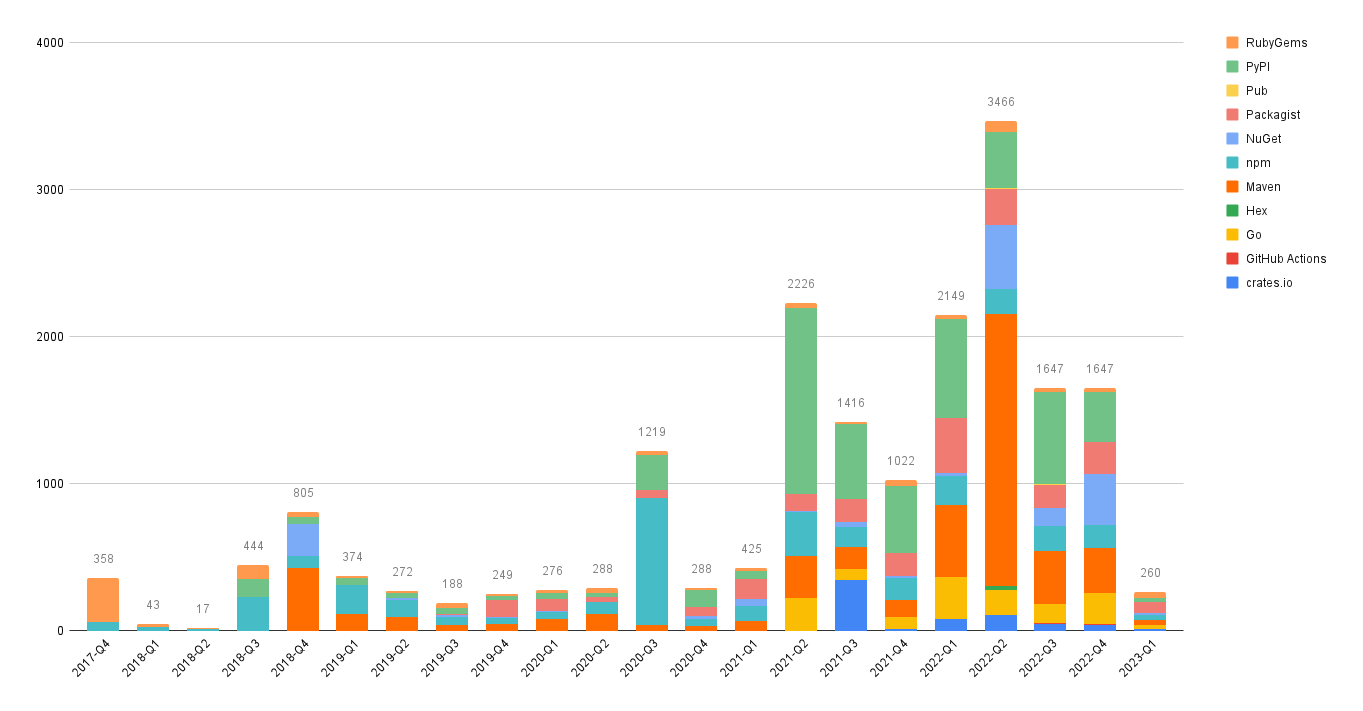 4000
3000
2000
1000
0
358
43
17
444
805
374
272
188
249
276
288
1219
288
425
2226
1416
1022
2149
3466
1647
1647
260
2017-Q4
2018-Q1
2018-Q2
2018-Q3
2018-Q4
2019-Q1
2019-Q2
2019-Q3
2019-Q4
2020-Q1
2020-Q2
2020-Q3
2020-Q4
2021-Q1
2021-Q2
2021-Q3
2021-Q4
2022-Q1
2022-Q2
2022-Q3
2022-Q4
2023-Q1
RubyGems
PyPI
Pub
Packagist
NuGet
npm
Maven
Hex
Go
GitHub Actions
crates.io